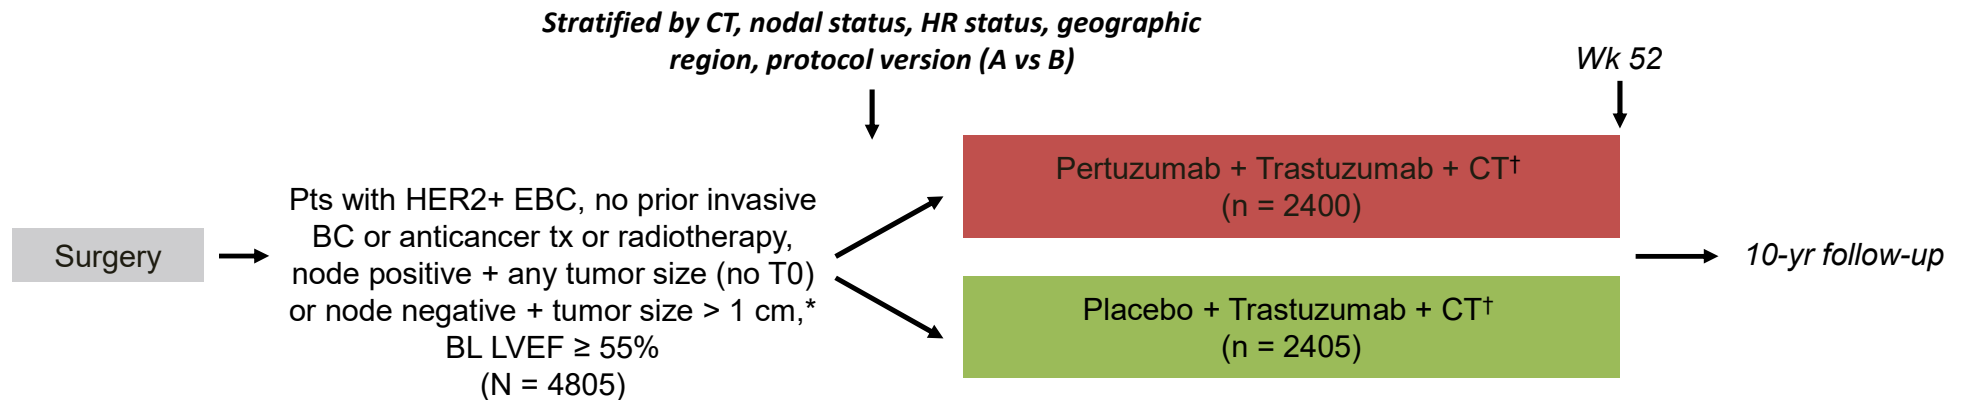 Stratified by CT, nodal status, HR status, geographic
region, protocol version (A vs B)
Wk 52
Surgery
Pts with HER2+ EBC, no prior invasive
BC or anticancer tx or radiotherapy,
node positive + any tumor size (no T0)
or node negative + tumor size > 1 cm,*
BL LVEF ≥ 55%
(N = 4805)
Pertuzumab + Trastuzumab + CT†
(n = 2400)
Placebo + Trastuzumab + CT†
(n = 2405)
10-yr follow-up